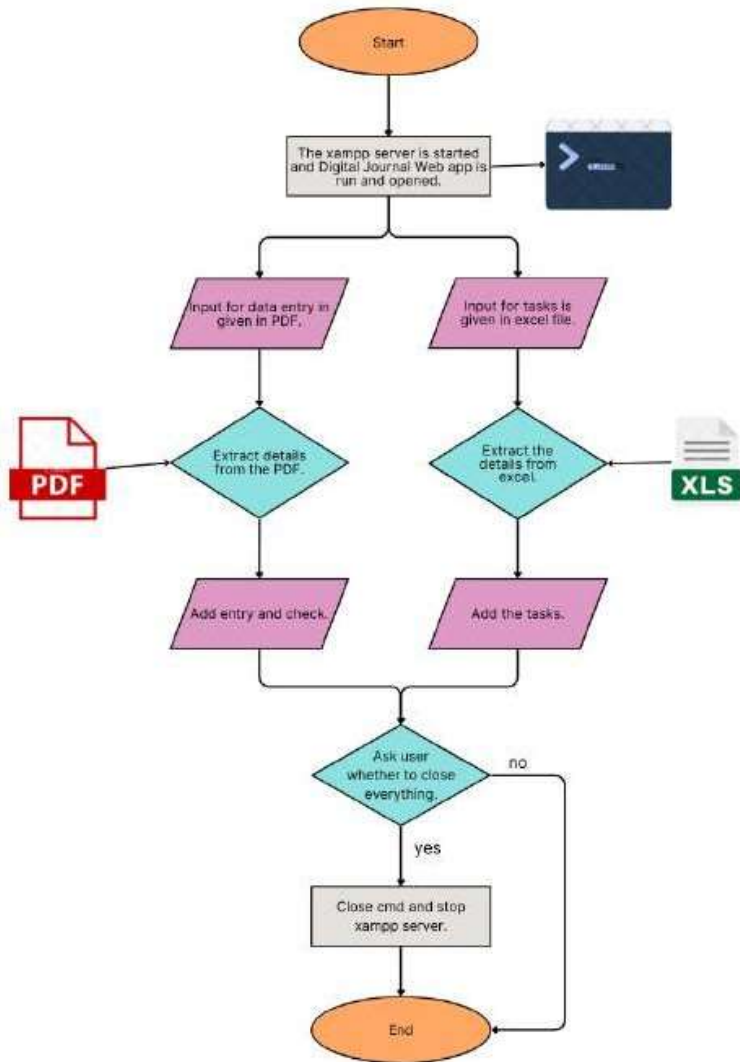 Start
The xampp server is started
and Digital Journal Web app is
run and opened.
Input for data entry in
given in PDF.
Input for tasks is
given in excel file.
Extract details
from the PDF.
PDF
Extract the
details from
excel.
XLS
Add entry and check.
Add the tasks.
Ask user
whether to close
everything.
no
yes
Close cmd and stop
xampp server.
End